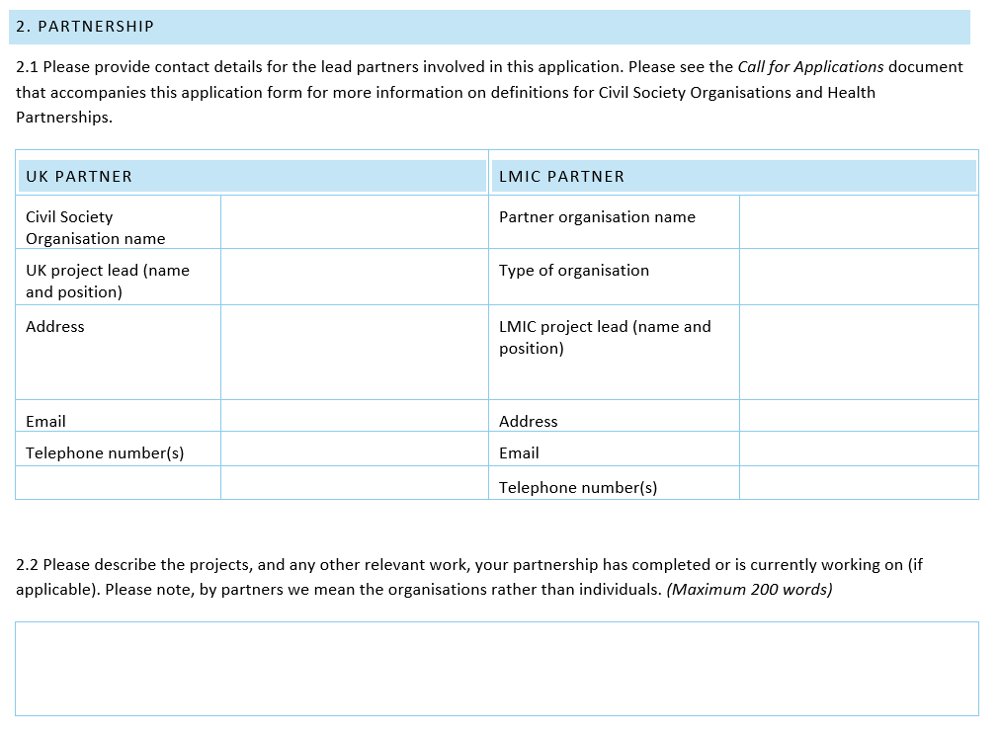 2. PARTNERSHIP
2.1 Please provide contact details for the lead partners involved in this application. Please see the Call for Applications document
that accompanies this application form for more information on definitions for Civil Society Organisations and Health
Partnerships.
UK PARTNER
LMIC PARTNER
Civil Society
Organisation name
Partner organisation name
UK project lead (name
and position)
Type of organisation
Address
LMIC project lead (name and
position)
Email
Address
Telephone number(s)
Email
Telephone number(s)
2.2 Please describe the projects, and any other relevant work, your partnership has completed or is currently working on (if
applicable). Please note, by partners we mean the organisations rather than individuals. (Maximum 200 words)